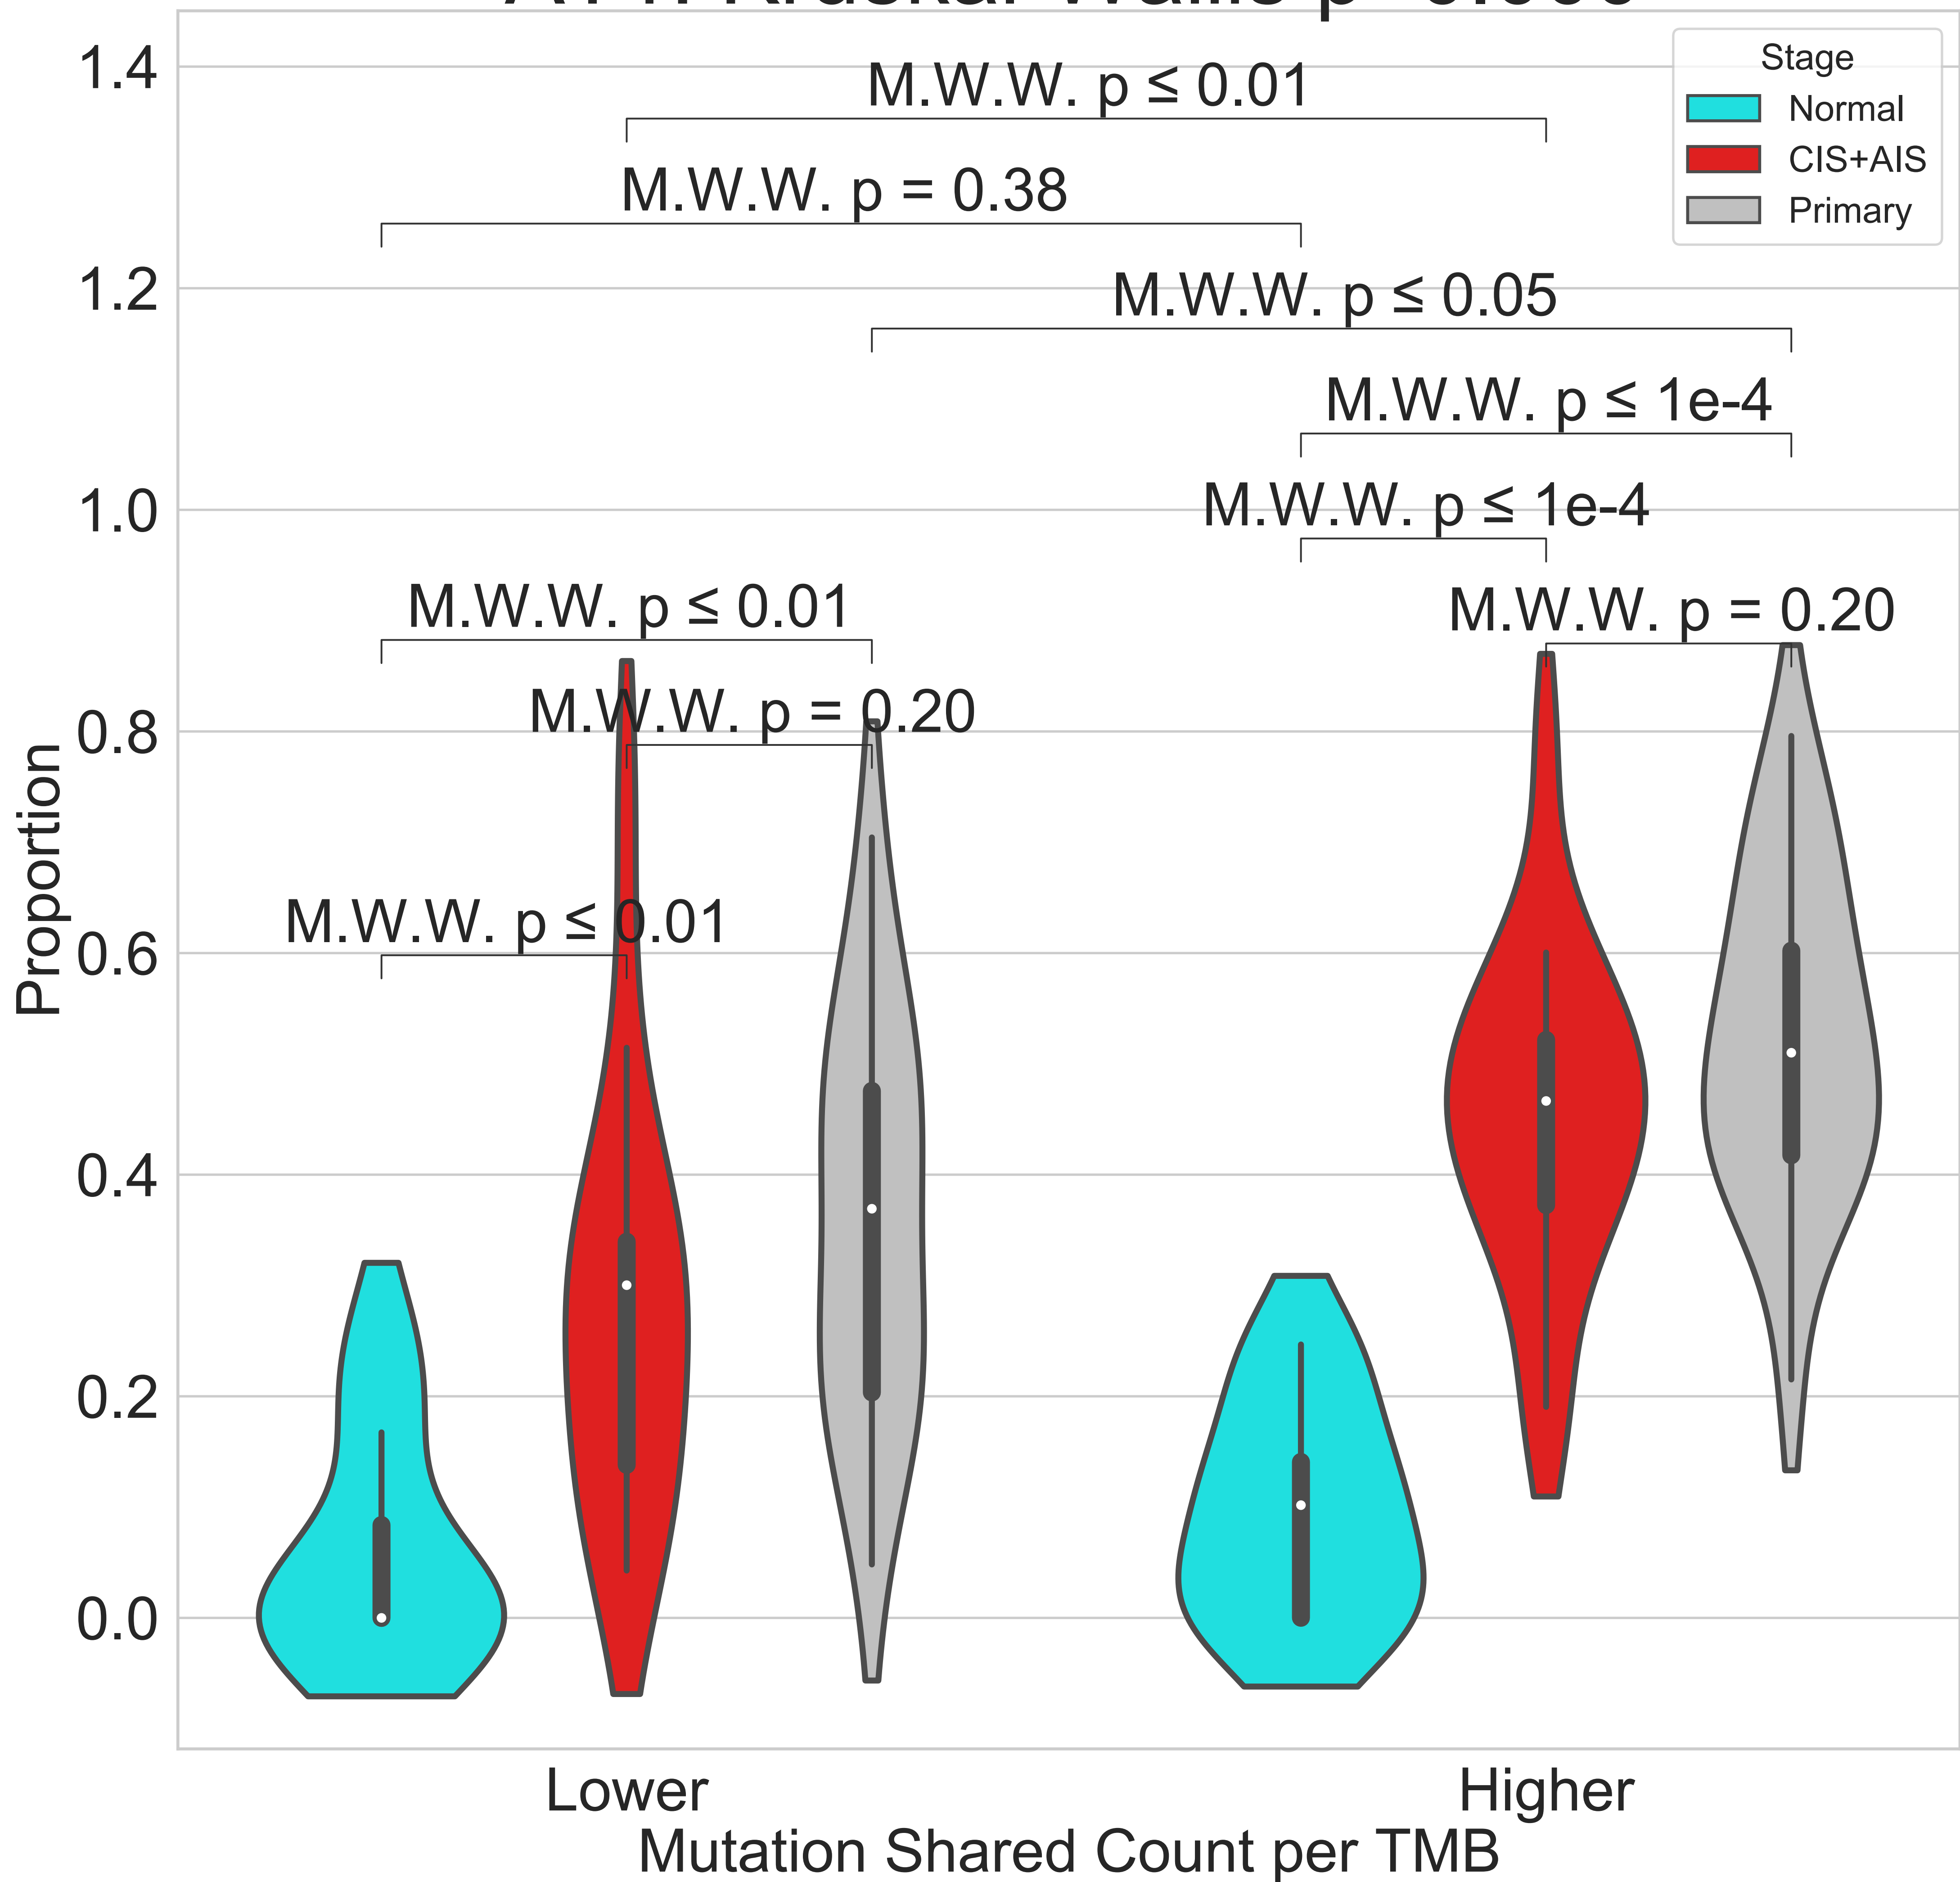 1.4
1.2
1.0
0.8
0.6
0.4
0.2
0.0
Proportion
Stage
Normal
CIS+AIS
Primary
M.W.W. p ≤ 0.01
M.W.W. p = 0.38
M.W.W. p ≤ 0.05
M.W.W. p ≤ 1e-4
M.W.W. p ≤ 1e-4
M.W.W. p ≤ 0.01
M.W.W. p = 0.20
M.W.W. p = 0.20
M.W.W. p ≤ 0.01
Lower
Higher
Mutation Shared Count per TMB